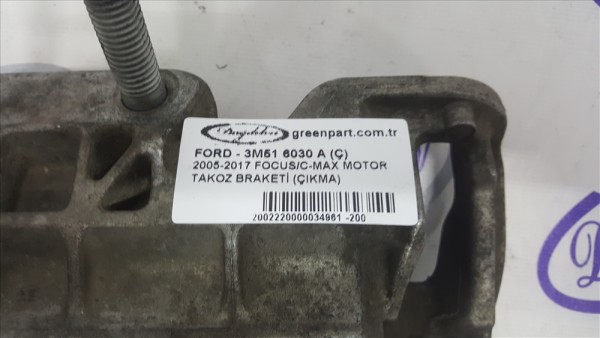 greenpart.com.tr
FORD - 3M51 6030 A (Ç)
2005-2017 FOCUS/C-MAX MOTOR
TAKOZ BRAKETİ (ÇIKMA)
2002220000034961 -200